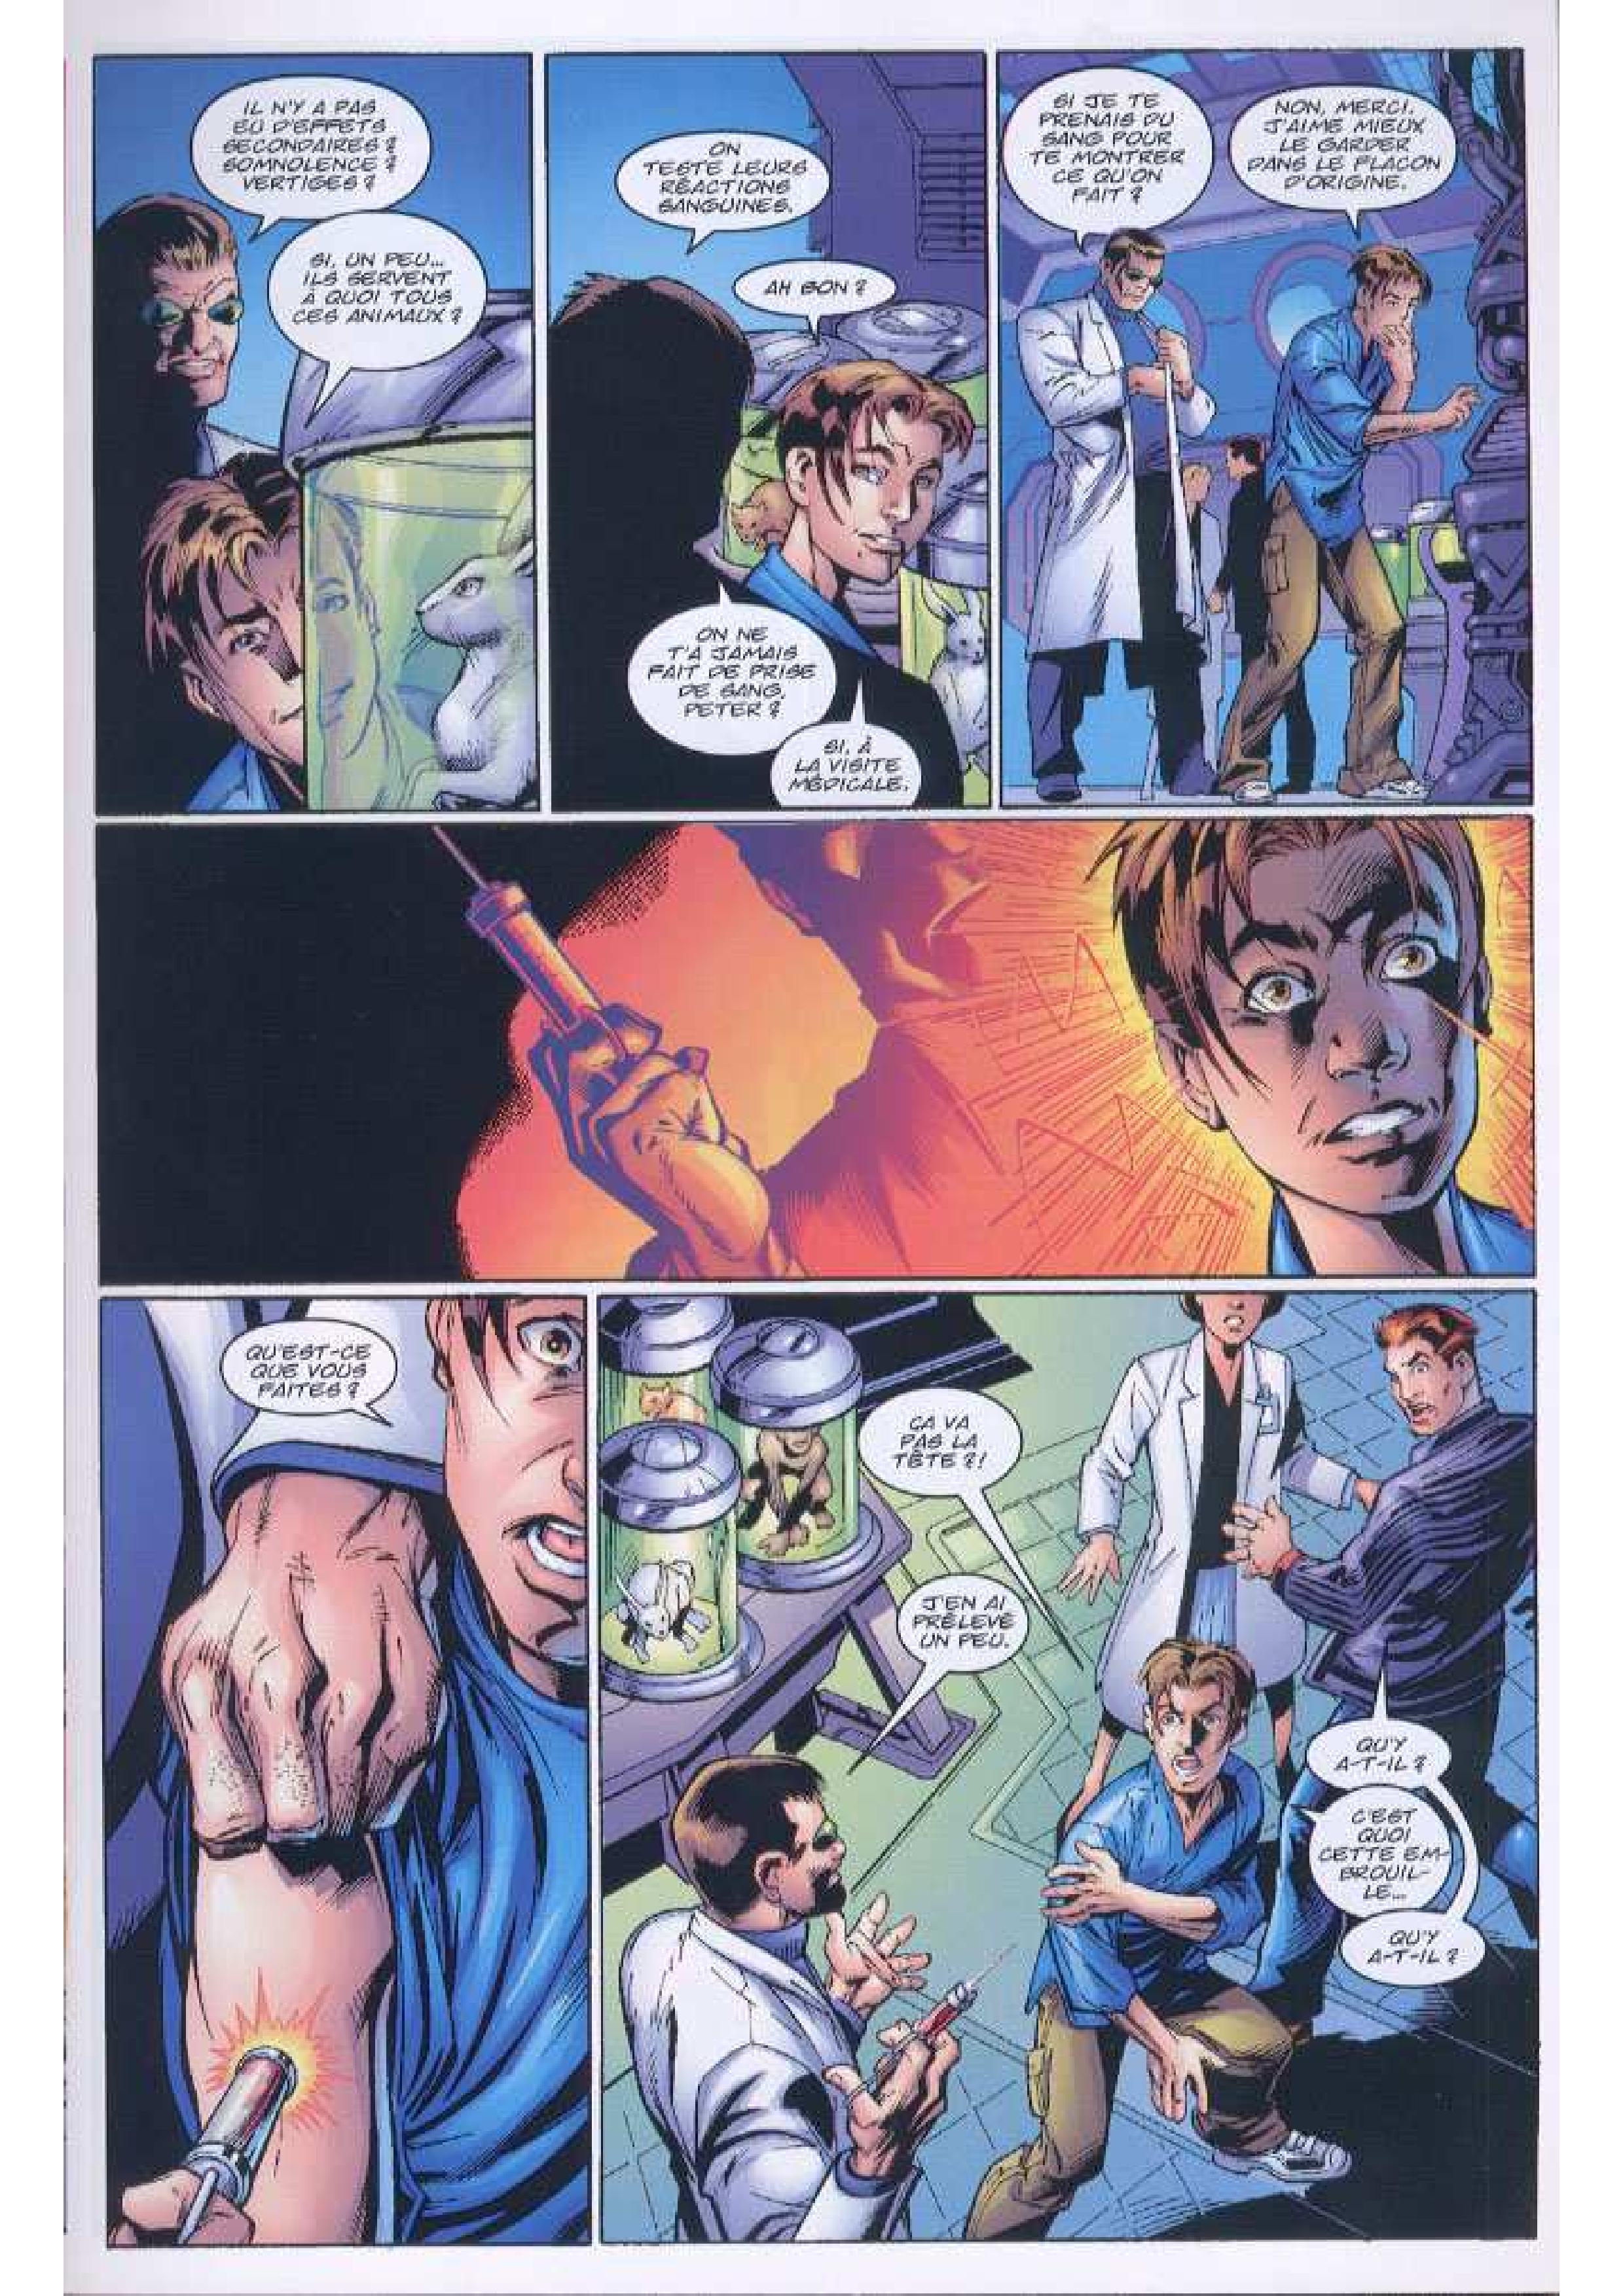 IL N'Y A PAS
EU D'EFFETS
SECONDAIRES ?
SOMNOLENCE ?
VERTIGES ?
SI, UN PEU...
ILS SERVENT
À QUOI TOUS
CES ANIMAUX ?
ON
TESTE LEURS
RÉACTIONS
SANGUINES.
AH BON ?
ON NE
T'A JAMAIS
FAIT DE PRISE
DE SANG,
PETER ?
SI, À
LA VISITE
MÉDICALE.
SI JE TE
PRENAIS DU
SANG POUR
TE MONTRER
CE QU'ON
FAIT ?
NON, MERCI.
J'AIME MIEUX
LE GARDER
DANS LE FLACON
D'ORIGINE.
QU'EST-CE
QUE VOUS
FAITES ?
ÇA VA
PAS LA
TÊTE ?!
J'EN AI
PRÉLEVÉ
UN PEU.
QU'Y
A-T-IL ?
C'EST
QUOI
CETTE EM-
BROUIL-
LE...
QU'Y
A-T-IL ?